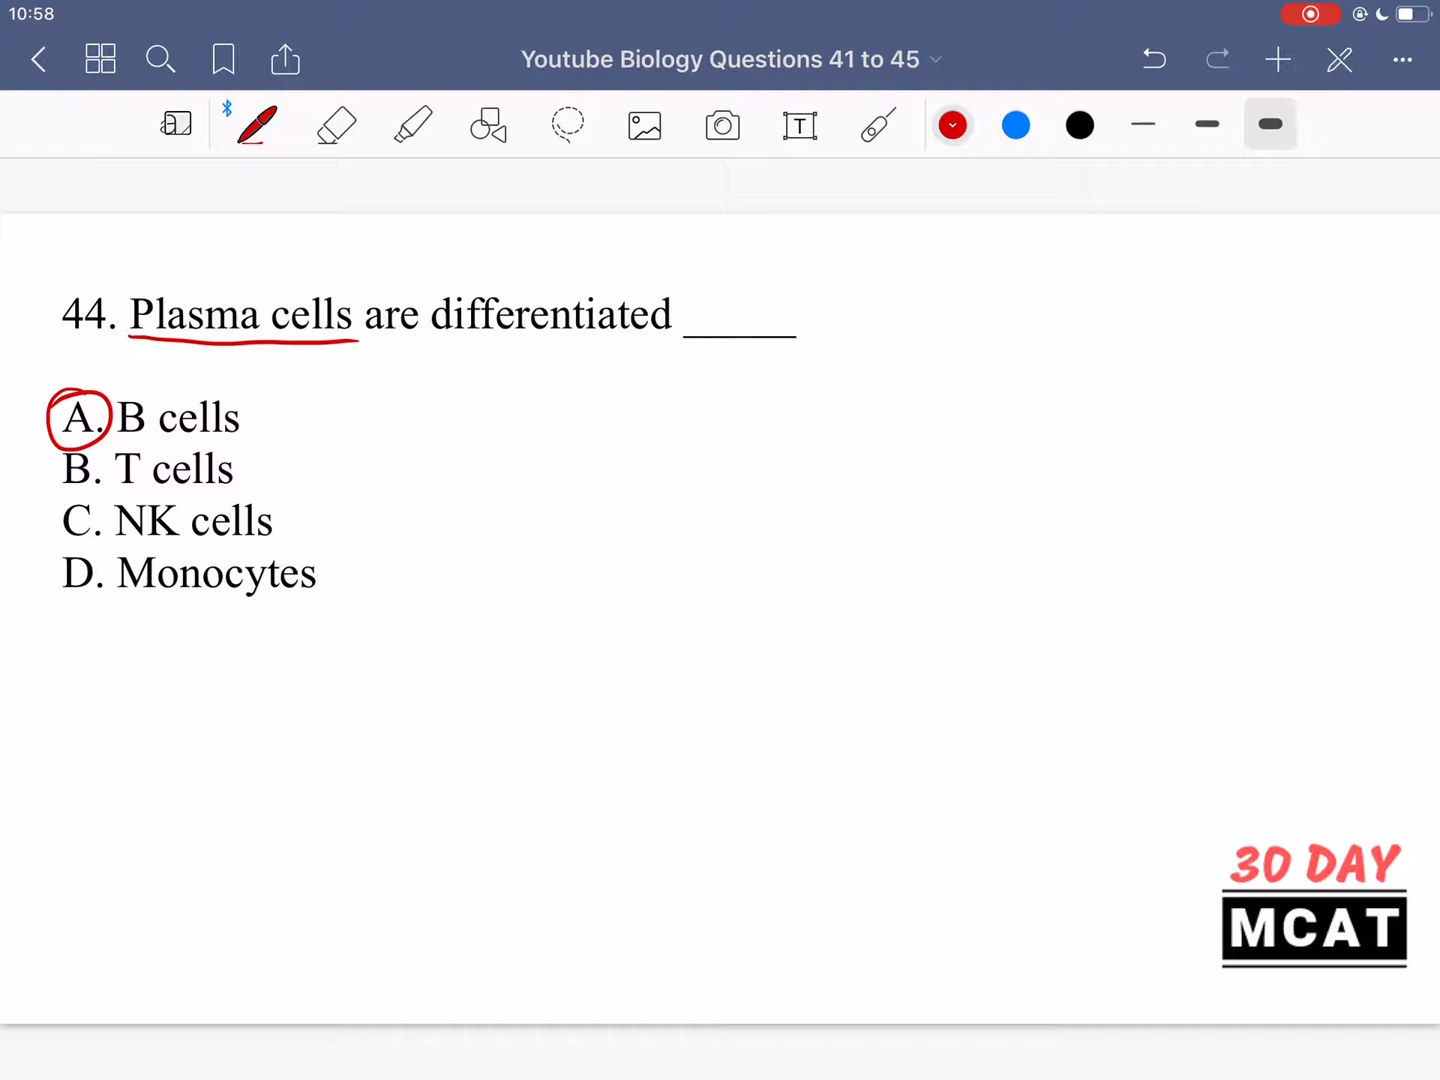 10:58
Youtube Biology Questions 41 to 45
T
44. Plasma cells are differentiated _____
A. B cells
B. T cells
C. NK cells
D. Monocytes
30 DAY
MCAT